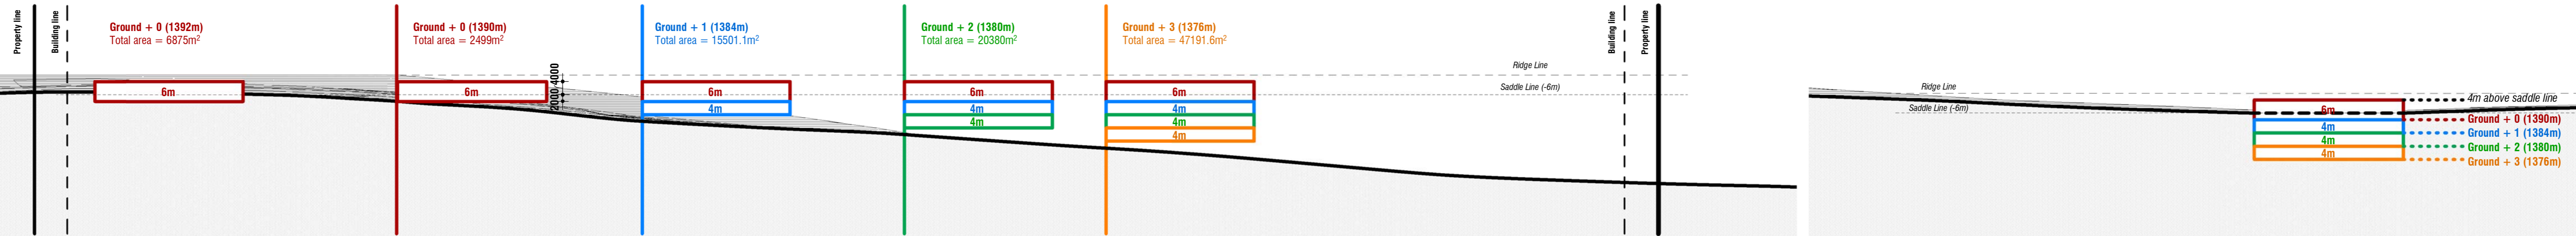 Property line
Building line
Ground + 0 (1392m)
Total area = 6875m²
Ground + 0 (1390m)
Total area = 2499m²
Ground + 1 (1384m)
Total area = 15501.1m²
Ground + 2 (1380m)
Total area = 20380m²
Ground + 3 (1376m)
Total area = 47191.6m²
Building line
Property line
Ridge Line
Saddle Line (-6m)
4000
2000
6m
6m
6m
4m
6m
4m
4m
6m
4m
4m
4m
Ridge Line
Saddle Line (-6m)
6m
4m
4m
4m
4m above saddle line
Ground + 0 (1390m)
Ground + 1 (1384m)
Ground + 2 (1380m)
Ground + 3 (1376m)